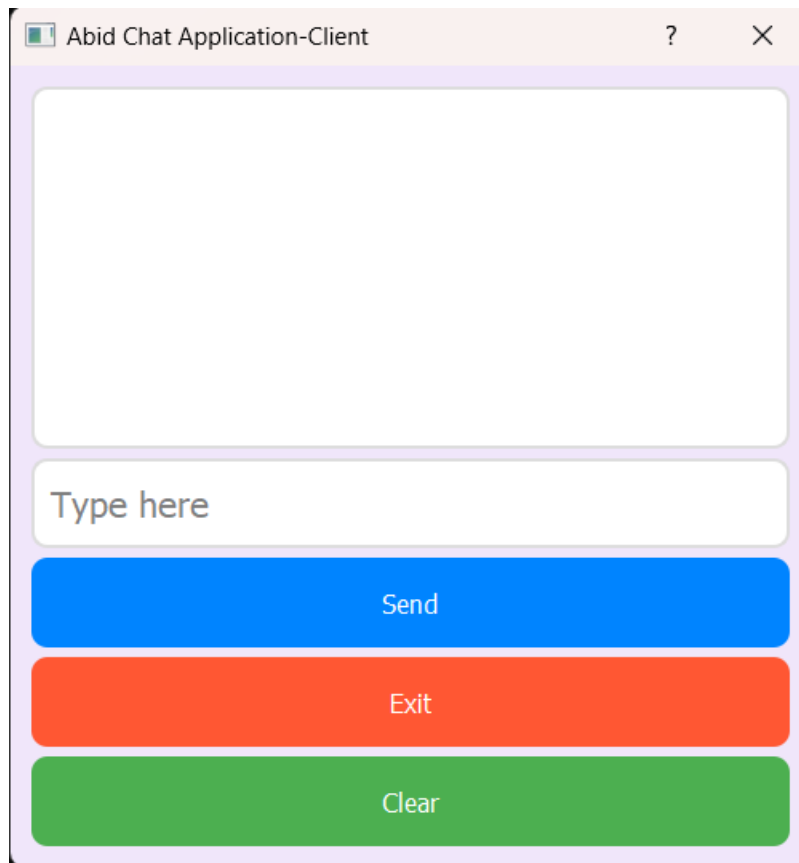 Abid Chat Application-Client ?
Type here
Send
Exit
Clear